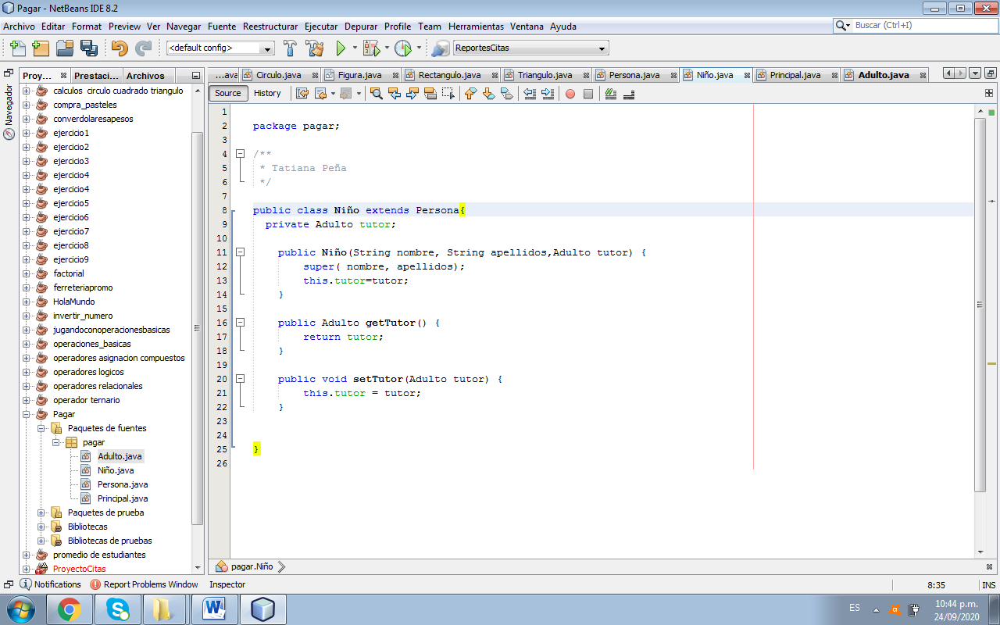 Pagar - NetBeans IDE 8.2
Archivo Editar Format Preview Ver Navegar Fuente Reestructurar Ejecutar Depurar Profile Team Herramientas Ventana Ayuda
Buscar (Ctrl+I)
<default config>
ReportesCitas
Navegador
Proy... Prestaci... Archivos
...ava Circulo.java Figura.java Rectangulo.java Triangulo.java Persona.java Niño.java Principal.java Adulto.java
Source History
calculos circulo cuadrado triangulo
compra_pasteles
converdolaresapesos
ejercicio1
ejercicio2
ejercicio3
ejercicio4
ejercicio4
ejercicio5
ejercicio6
ejercicio7
ejercicio8
ejercicio9
factorial
ferreteriapromo
HolaMundo
invertir_numero
jugandoconoperacionesbasicas
operaciones_basicas
operadores asignacion compuestos
operadores logicos
operadores relacionales
operador ternario
Pagar
Paquetes de fuentes
pagar
Adulto.java
Niño.java
Persona.java
Principal.java
Paquetes de prueba
Bibliotecas
Bibliotecas de pruebas
promedio de estudiantes
ProyectoCitas
1
2 package pagar;
3
4 /**
5 * Tatiana Peña
6 */
7
8 public class Niño extends Persona{
9 private Adulto tutor;
10
11 public Niño(String nombre, String apellidos,Adulto tutor) {
12 super( nombre, apellidos);
13 this.tutor=tutor;
14 }
15
16 public Adulto getTutor() {
17 return tutor;
18 }
19
20 public void setTutor(Adulto tutor) {
21 this.tutor = tutor;
22 }
23
24
25 }
26
pagar.Niño
Notifications Report Problems Window Inspector
8:35 INS
ES
10:44 p.m.
24/09/2020